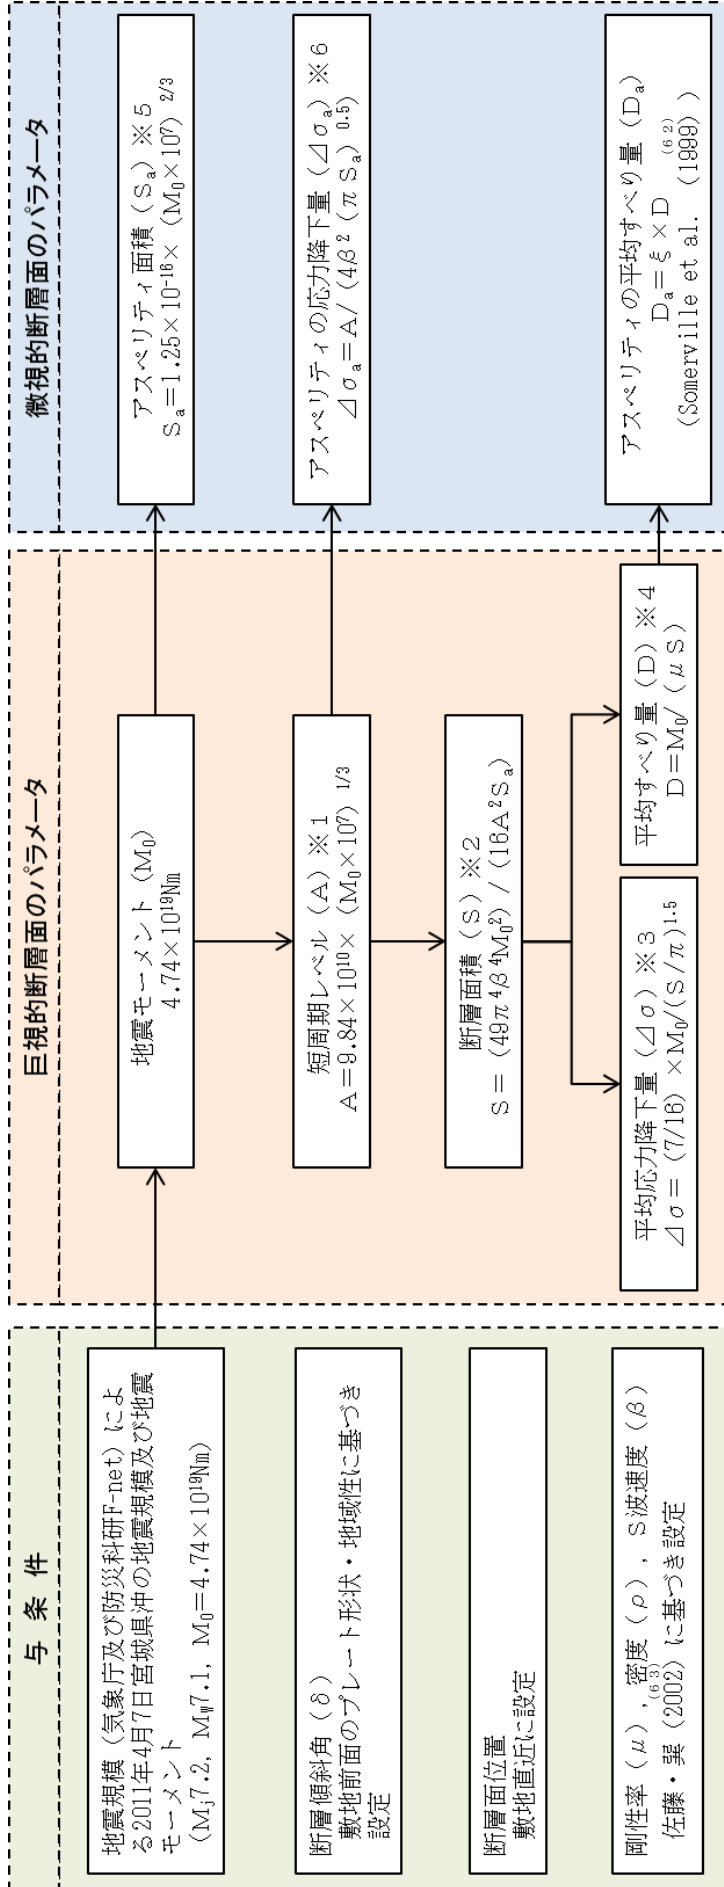 与 条 件
地震規模(気象庁及び防災科研F-net)によ
る2011年4月7日宮城県沖の地震規模及び地震
モーメント
(Mj7.2, Mw7.1, M0=4.74×10^19Nm)
断層傾斜角(δ)
敷地前面のプレート形状・地域性に基づき
設定
断層面位置
敷地直近に設定
剛性率(μ),密度(ρ),S波速度(β)
佐藤・巽(2002)(63)に基づき設定
巨視的断層面のパラメータ
地震モーメント(M0)
4.74×10^19Nm
短周期レベル(A)※1
A=9.84×10^10×(M0×10^7)^1/3
断層面積(S)※2
S=(49π^4β^4M0^2)/(16A^2Sa)
平均応力降下量(Δσ)※3
Δσ=(7/16)×M0/(S/π)^1.5
平均すべり量(D)※4
D=M0/(μS)
微視的断層面のパラメータ
アスペリティ面積(Sa)※5
Sa=1.25×10^-16×(M0×10^7)^2/3
アスペリティの応力降下量(Δσa)※6
Δσa=A/(4β^2(πSa)^0.5)
アスペリティの平均すべり量(Da)
Da=ξ×D
(Somerville et al. (1999)(62))